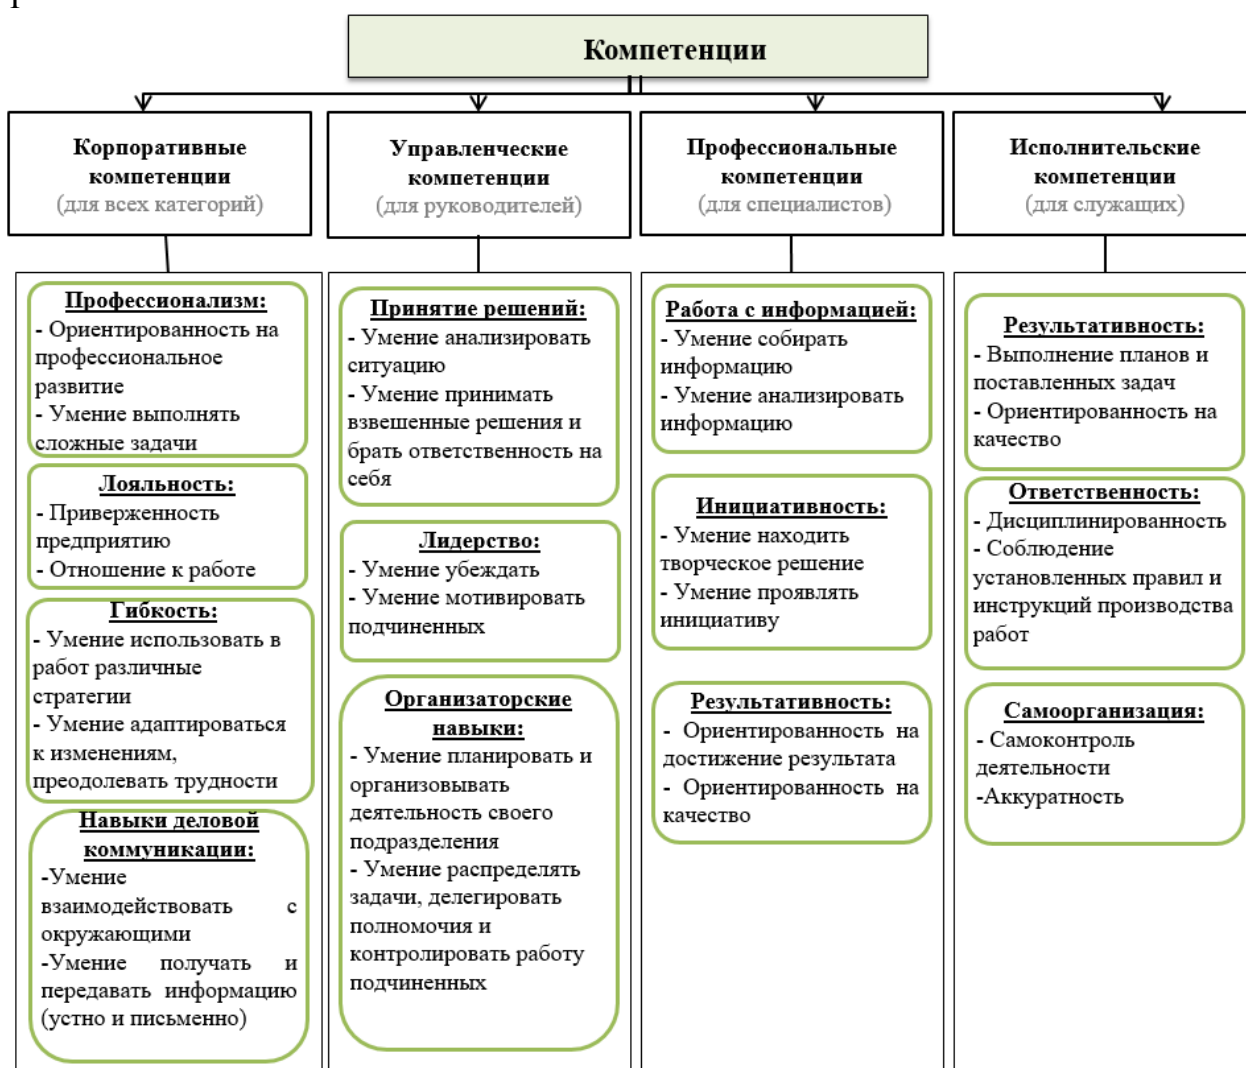 Компетенции
Корпоративные
компетенции
(для всех категорий)
Управленческие
компетенции
(для руководителей)
Профессиональные
компетенции
(для специалистов)
Исполнительские
компетенции
(для служащих)
Профессионализм:
- Ориентированность на
профессиональное
развитие
- Умение выполнять
сложные задачи
Лояльность:
- Приверженность
предприятию
- Отношение к работе
Гибкость:
- Умение использовать в
работ различные
стратегии
- Умение адаптироваться
к изменениям,
преодолевать трудности
Навыки деловой
коммуникации:
-Умение
взаимодействовать с
окружающими
-Умение получать и
передавать информацию
(устно и письменно)
Принятие решений:
- Умение анализировать
ситуацию
- Умение принимать
взвешенные решения и
брать ответственность на
себя
Лидерство:
- Умение убеждать
- Умение мотивировать
подчиненных
Организаторские
навыки:
- Умение планировать и
организовывать
деятельность своего
подразделения
- Умение распределять
задачи, делегировать
полномочия и
контролировать работу
подчиненных
Работа с информацией:
- Умение собирать
информацию
- Умение анализировать
информацию
Инициативность:
- Умение находить
творческое решение
- Умение проявлять
инициативу
Результативность:
- Ориентированность на
достижение результата
- Ориентированность на
качество
Результативность:
- Выполнение планов и
поставленных задач
- Ориентированность на
качество
Ответственность:
- Дисциплинированность
- Соблюдение
установленных правил и
инструкций производства
работ
Самоорганизация:
- Самоконтроль
деятельности
-Аккуратность